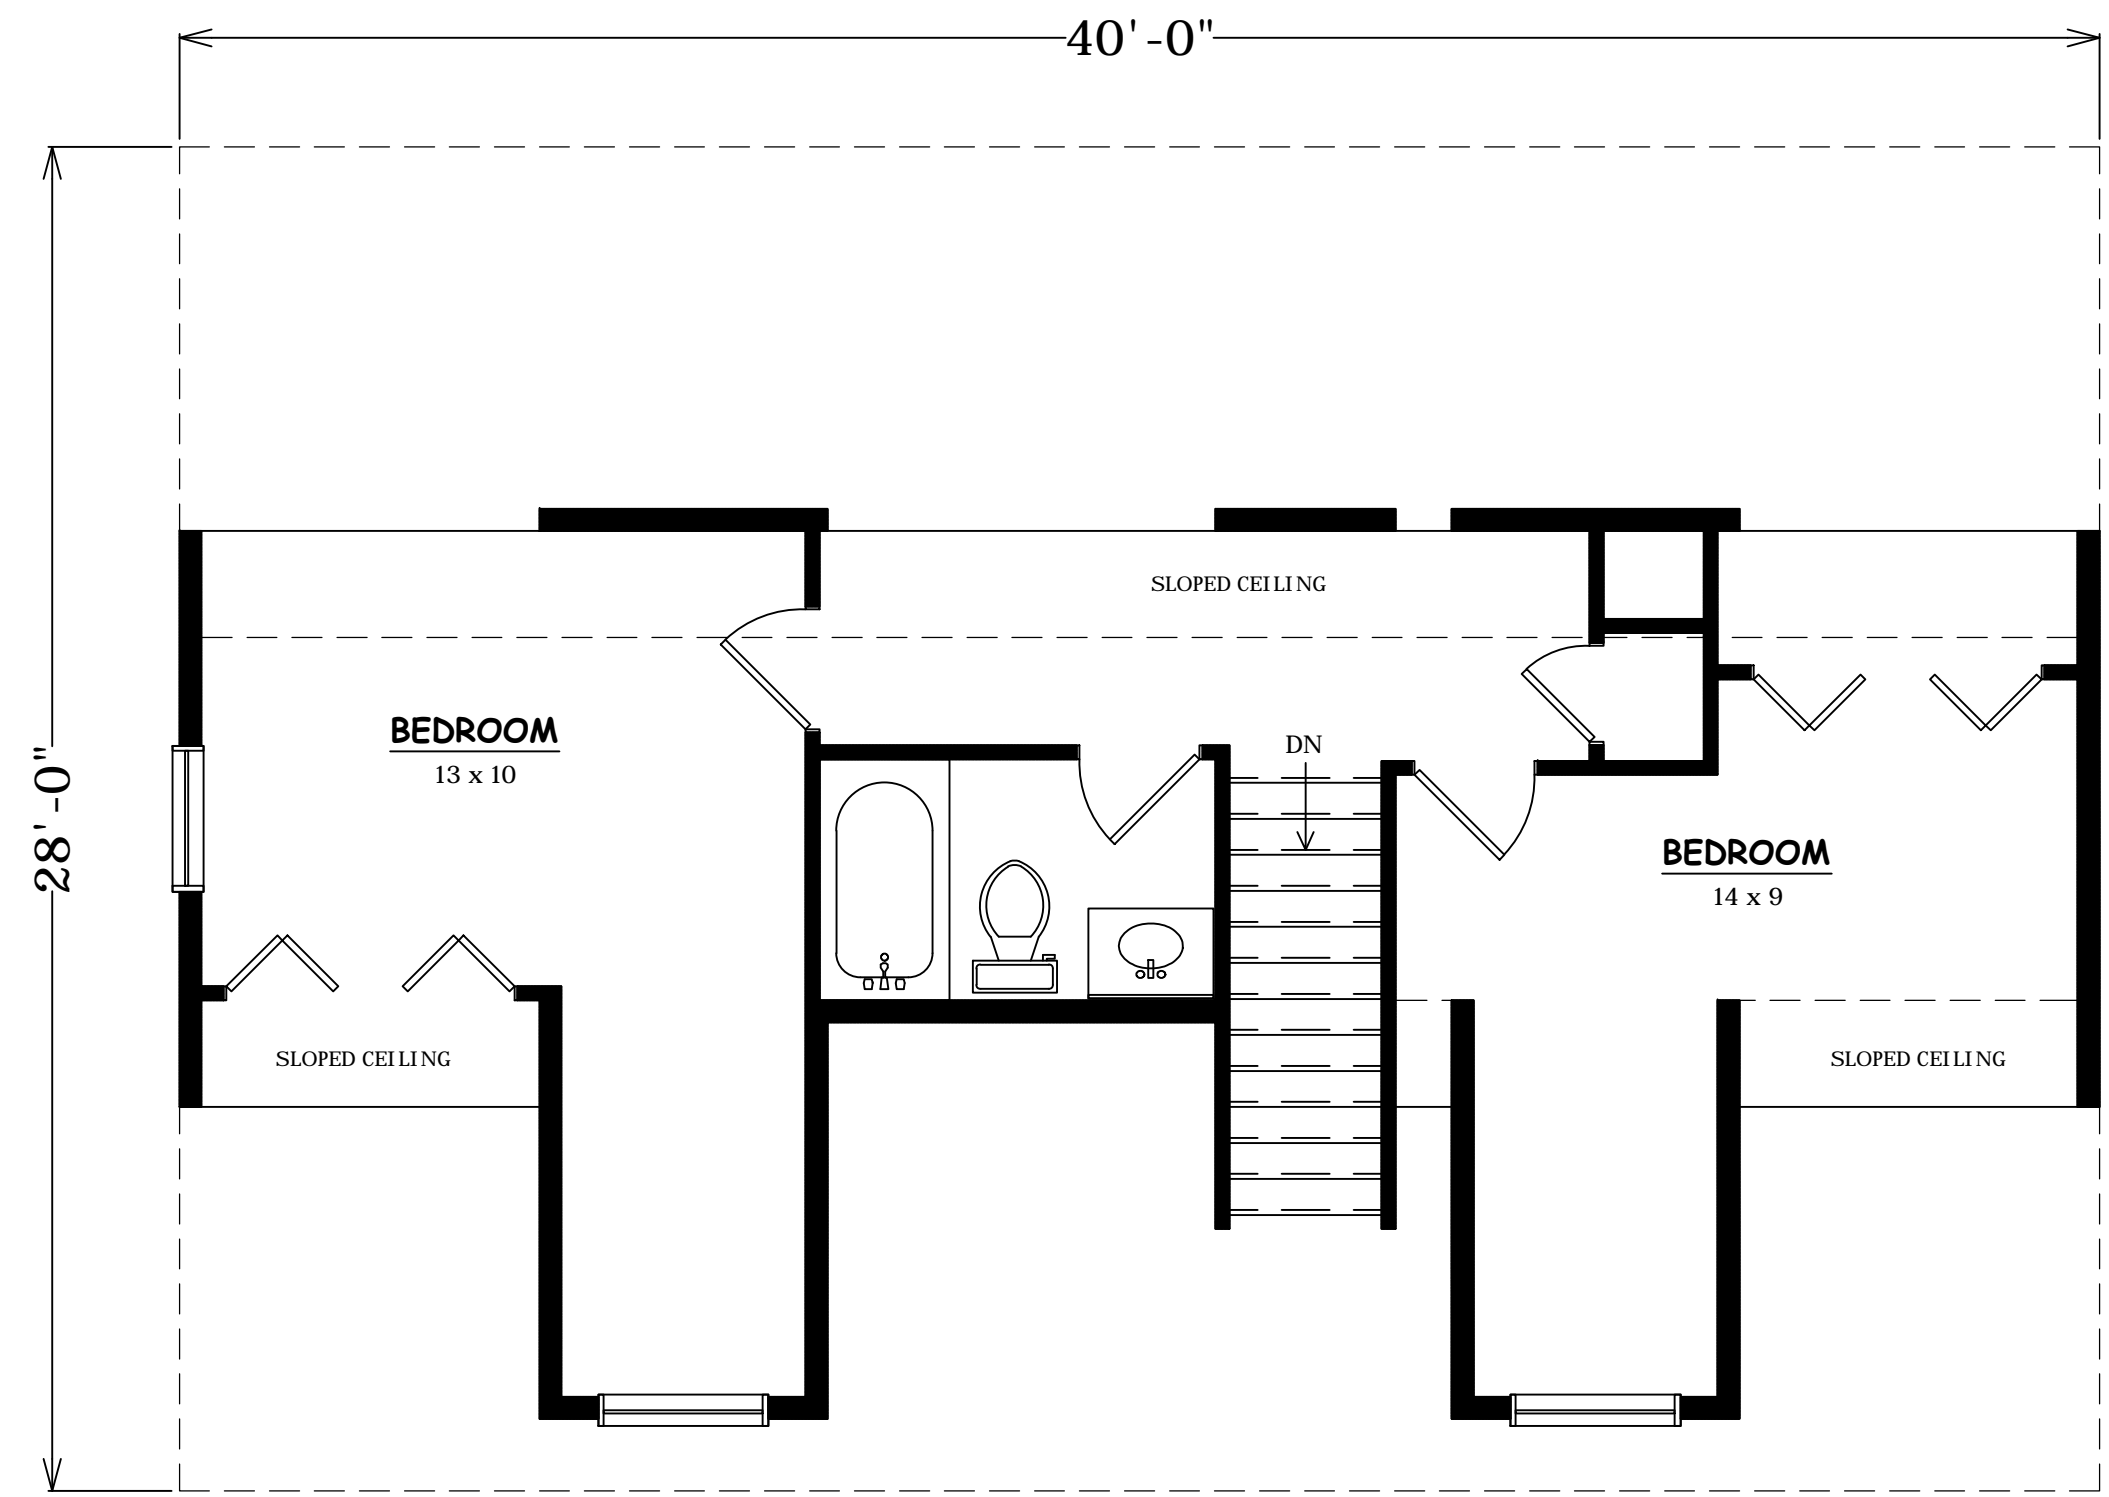 40'-0"
SLOPED CEILING
BEDROOM
13 x 10
DN
28'-0"
BEDROOM
14 x 9
SLOPED CEILING
SLOPED CEILING